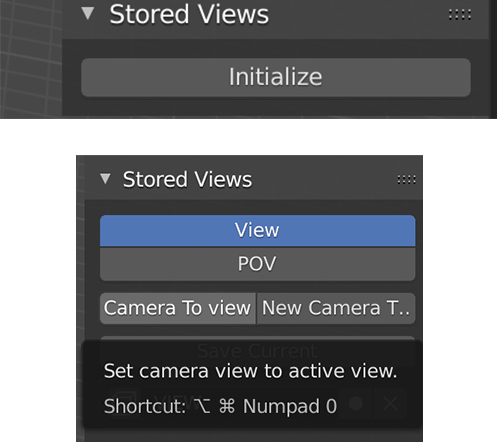 Stored Views
Initialize
Stored Views
View
POV
Camera To view New Camera T..
Save Current
Set camera view to active view.
Shortcut: ⌥ ⌘ Numpad 0